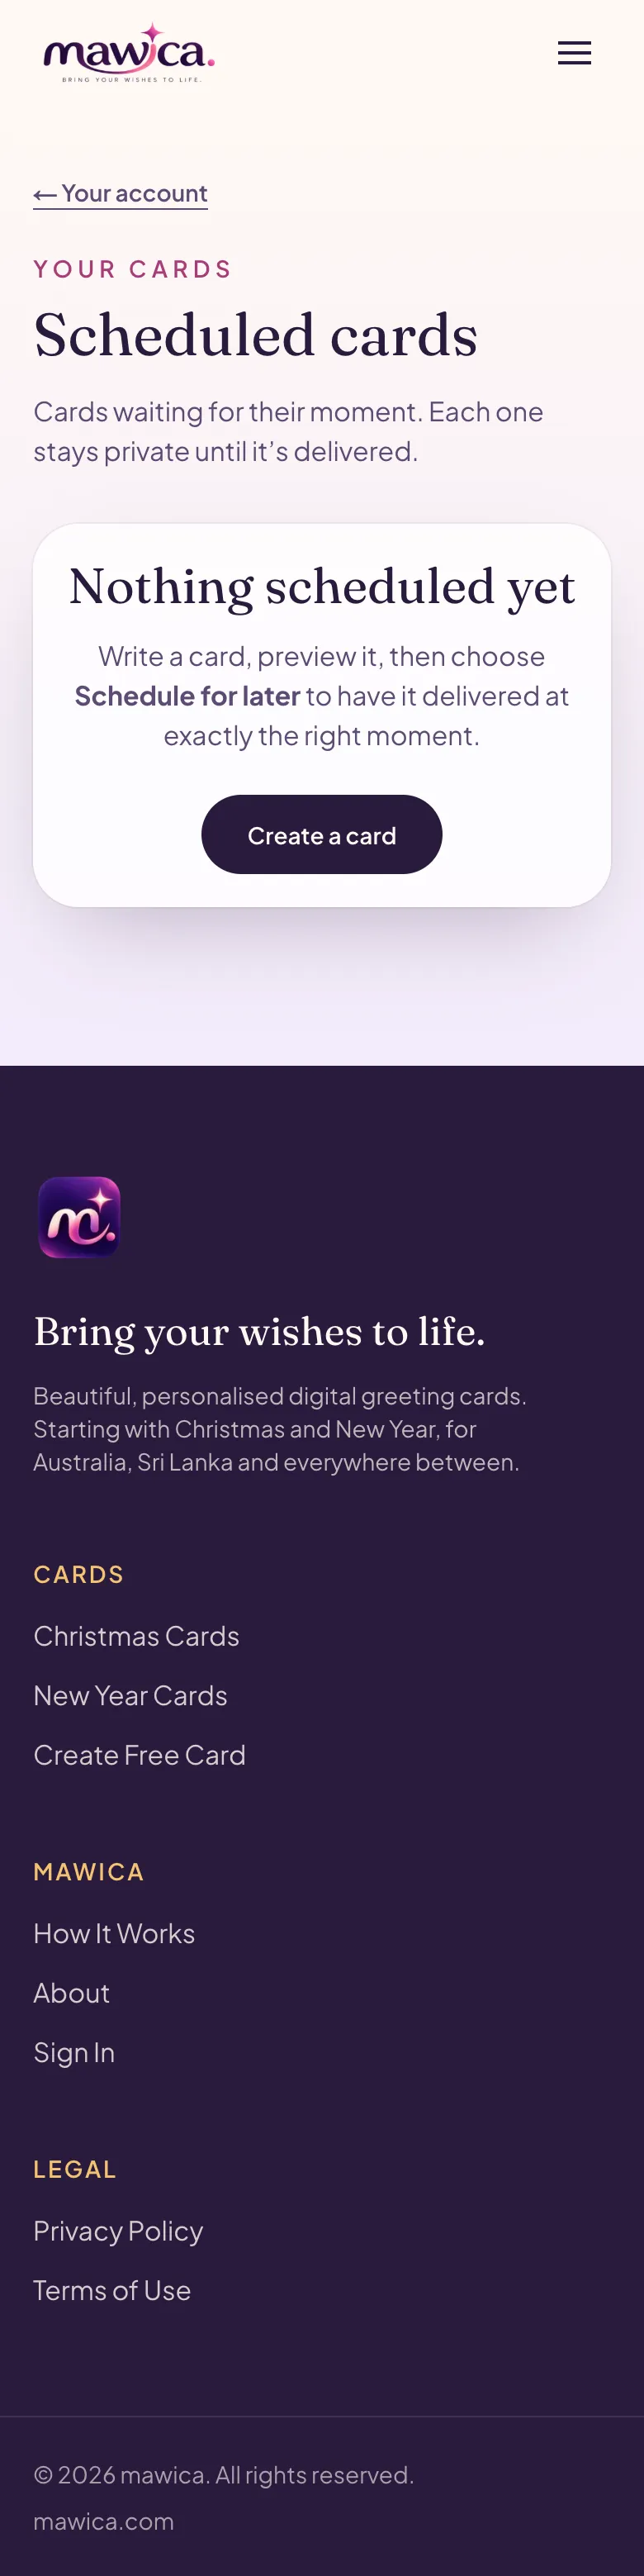 mawica.
BRING YOUR WISHES TO LIFE.
← Your account
YOUR CARDS
Scheduled cards
Cards waiting for their moment. Each one
stays private until it’s delivered.
Nothing scheduled yet
Write a card, preview it, then choose
Schedule for later to have it delivered at
exactly the right moment.
Create a card
mc.
Bring your wishes to life.
Beautiful, personalised digital greeting cards.
Starting with Christmas and New Year, for
Australia, Sri Lanka and everywhere between.
CARDS
Christmas Cards
New Year Cards
Create Free Card
MAWICA
How It Works
About
Sign In
LEGAL
Privacy Policy
Terms of Use
© 2026 mawica. All rights reserved.
mawica.com